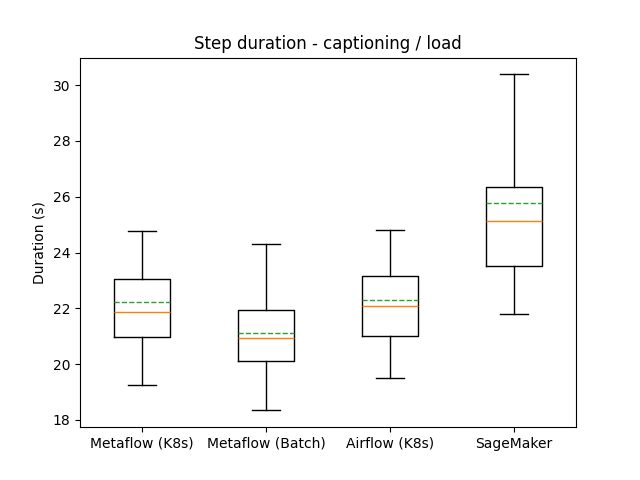 Step duration - captioning / load
Duration (s)
30
28
26
24
22
20
18
Metaflow (K8s)
Metaflow (Batch)
Airflow (K8s)
SageMaker